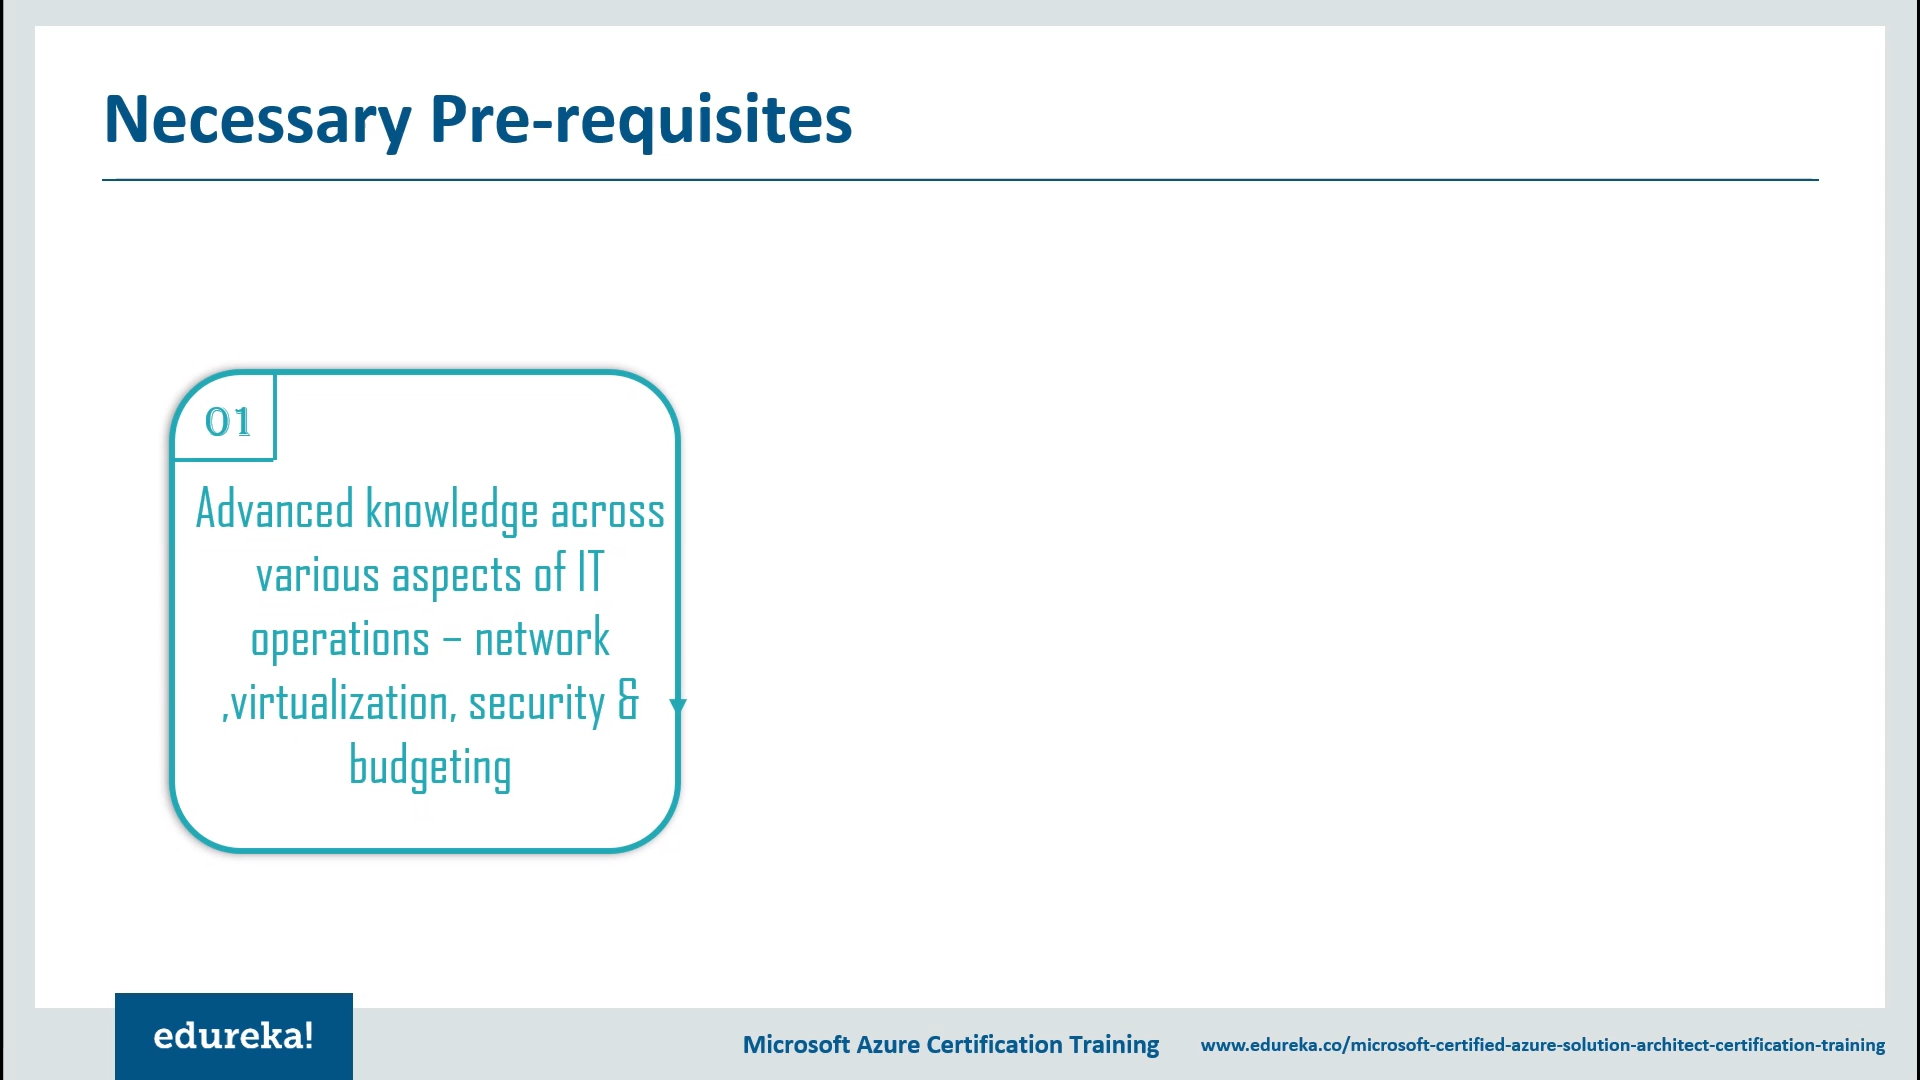 Necessary Pre-requisites
01
Advanced knowledge across
various aspects of IT
operations – network
,virtualization, security &
budgeting
edureka!
Microsoft Azure Certification Training
www.edureka.co/microsoft-certified-azure-solution-architect-certification-training